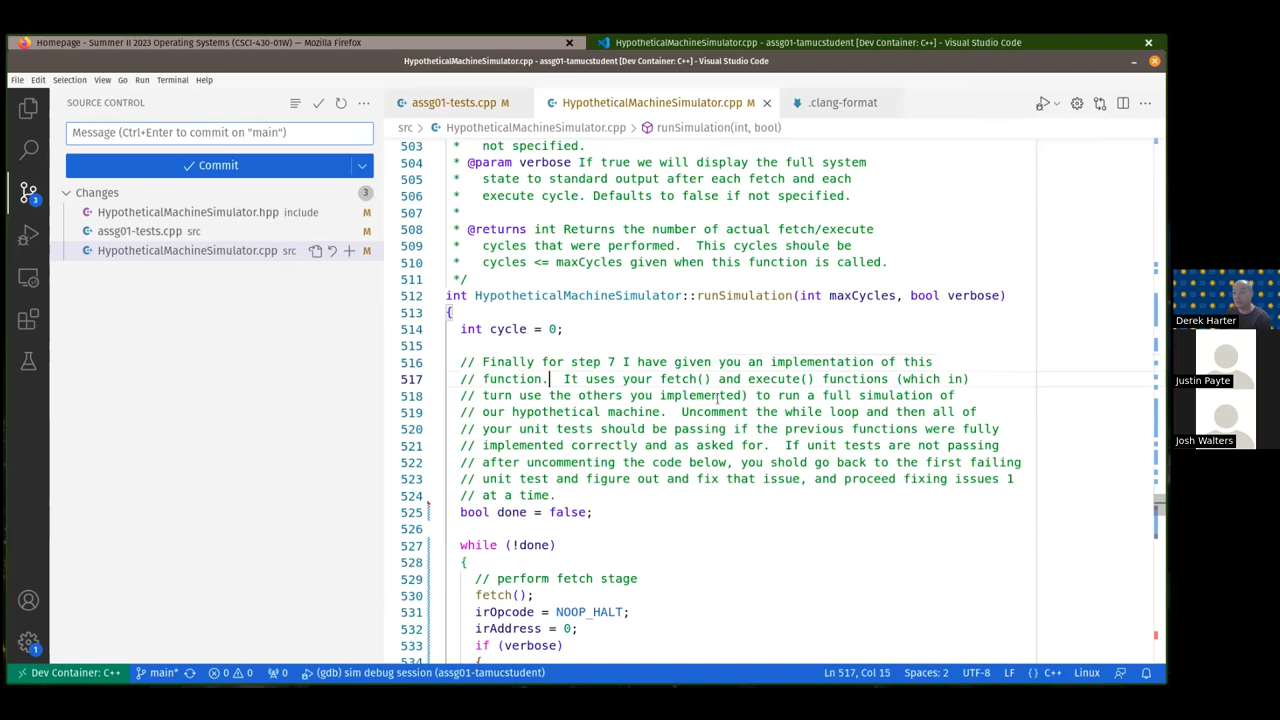 Homepage - Summer II 2023 Operating Systems (CSCI-430-01W) — Mozilla Firefox
HypotheticalMachineSimulator.cpp - assg01-tamucstudent [Dev Container: C++] - Visual Studio Code
HypotheticalMachineSimulator.cpp - assg01-tamucstudent [Dev Container: C++] - Visual Studio Code
File Edit Selection View Go Run Terminal Help
SOURCE CONTROL
assg01-tests.cpp M
HypotheticalMachineSimulator.cpp M
.clang-format
src > HypotheticalMachineSimulator.cpp > runSimulation(int, bool)
Message (Ctrl+Enter to commit on "main")
Commit
Changes 3
HypotheticalMachineSimulator.hpp include M
assg01-tests.cpp src M
HypotheticalMachineSimulator.cpp src M
3
1
503 * not specified.
504 * @param verbose If true we will display the full system
505 * state to standard output after each fetch and each
506 * execute cycle. Defaults to false if not specified.
507 *
508 * @returns int Returns the number of actual fetch/execute
509 * cycles that were performed.  This cycles should be
510 * cycles <= maxCycles given when this function is called.
511 */
512 int HypotheticalMachineSimulator::runSimulation(int maxCycles, bool verbose)
513 {
514 int cycle = 0;
515
516 // Finally for step 7 I have given you an implementation of this
517 // function.  It uses your fetch() and execute() functions (which in)
518 // turn use the others you implemented) to run a full simulation of
519 // our hypothetical machine.  Uncomment the while loop and then all of
520 // your unit tests should be passing if the previous functions were fully
521 // implemented correctly and as asked for.  If unit tests are not passing
522 // after uncommenting the code below, you shold go back to the first failing
523 // unit test and figure out and fix that issue, and proceed fixing issues 1
524 // at a time.
525 bool done = false;
526
527 while (!done)
528 {
529 // perform fetch stage
530 fetch();
531 irOpcode = NOOP_HALT;
532 irAddress = 0;
533 if (verbose)
534 {
Dev Container: C++ main* 0 0 0 (gdb) sim debug session (assg01-tamucstudent) Ln 517, Col 15 Spaces: 2 UTF-8 LF {} C++ Linux
Derek Harter
Justin Payte
Josh Walters